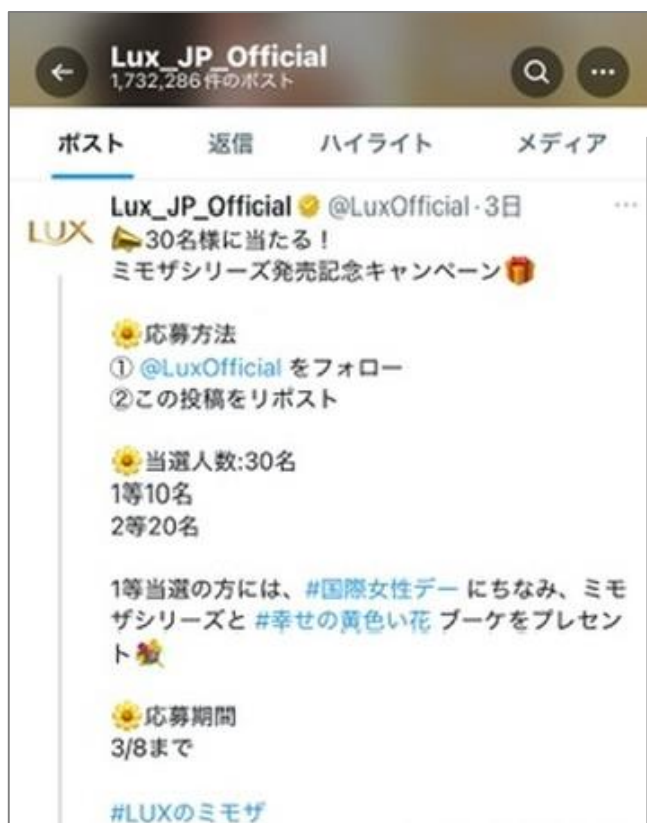 Lux_JP_Official
1,732,286件のポスト
ポスト 返信 ハイライト メディア
Lux_JP_Official @LuxOfficial·3日
LUX
30名様に当たる！
ミモザシリーズ発売記念キャンペーン
応募方法
① @LuxOfficial をフォロー
②この投稿をリポスト
当選人数:30名
1等10名
2等20名
1等当選の方には、#国際女性デー にちなみ、ミモ
ザシリーズと #幸せの黄色い花 ブーケをプレゼン
ト
応募期間
3/8まで
#LUXのミモザ